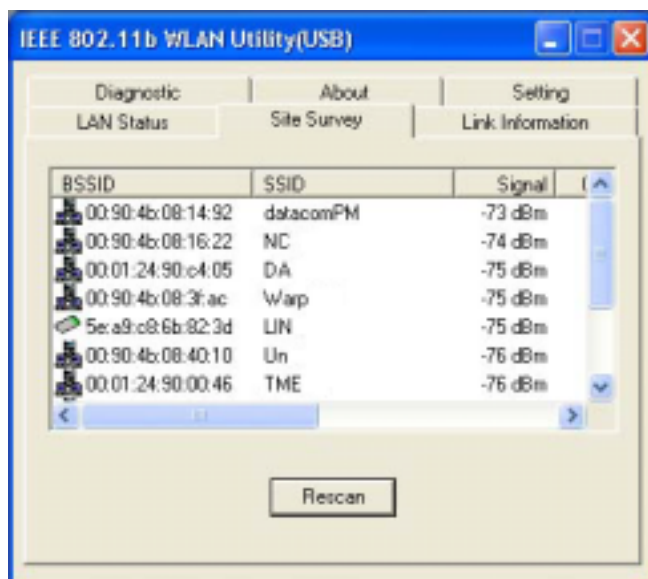 IEEE 802.11b WLAN Utility(USB)
Diagnostic About Setting
LAN Status Site Survey Link Information
BSSID SSID Signal
00:90:4b:08:14:92 datacomPM -73 dBm
00:90:4b:08:16:22 NC -74 dBm
00:01:24:90:c4:05 DA -75 dBm
00:90:4b:08:3f:ac Warp -75 dBm
5e:a9:c8:6b:82:3d LIN -75 dBm
00:90:4b:08:40:10 Un -76 dBm
00:01:24:90:00:46 TME -76 dBm
Rescan